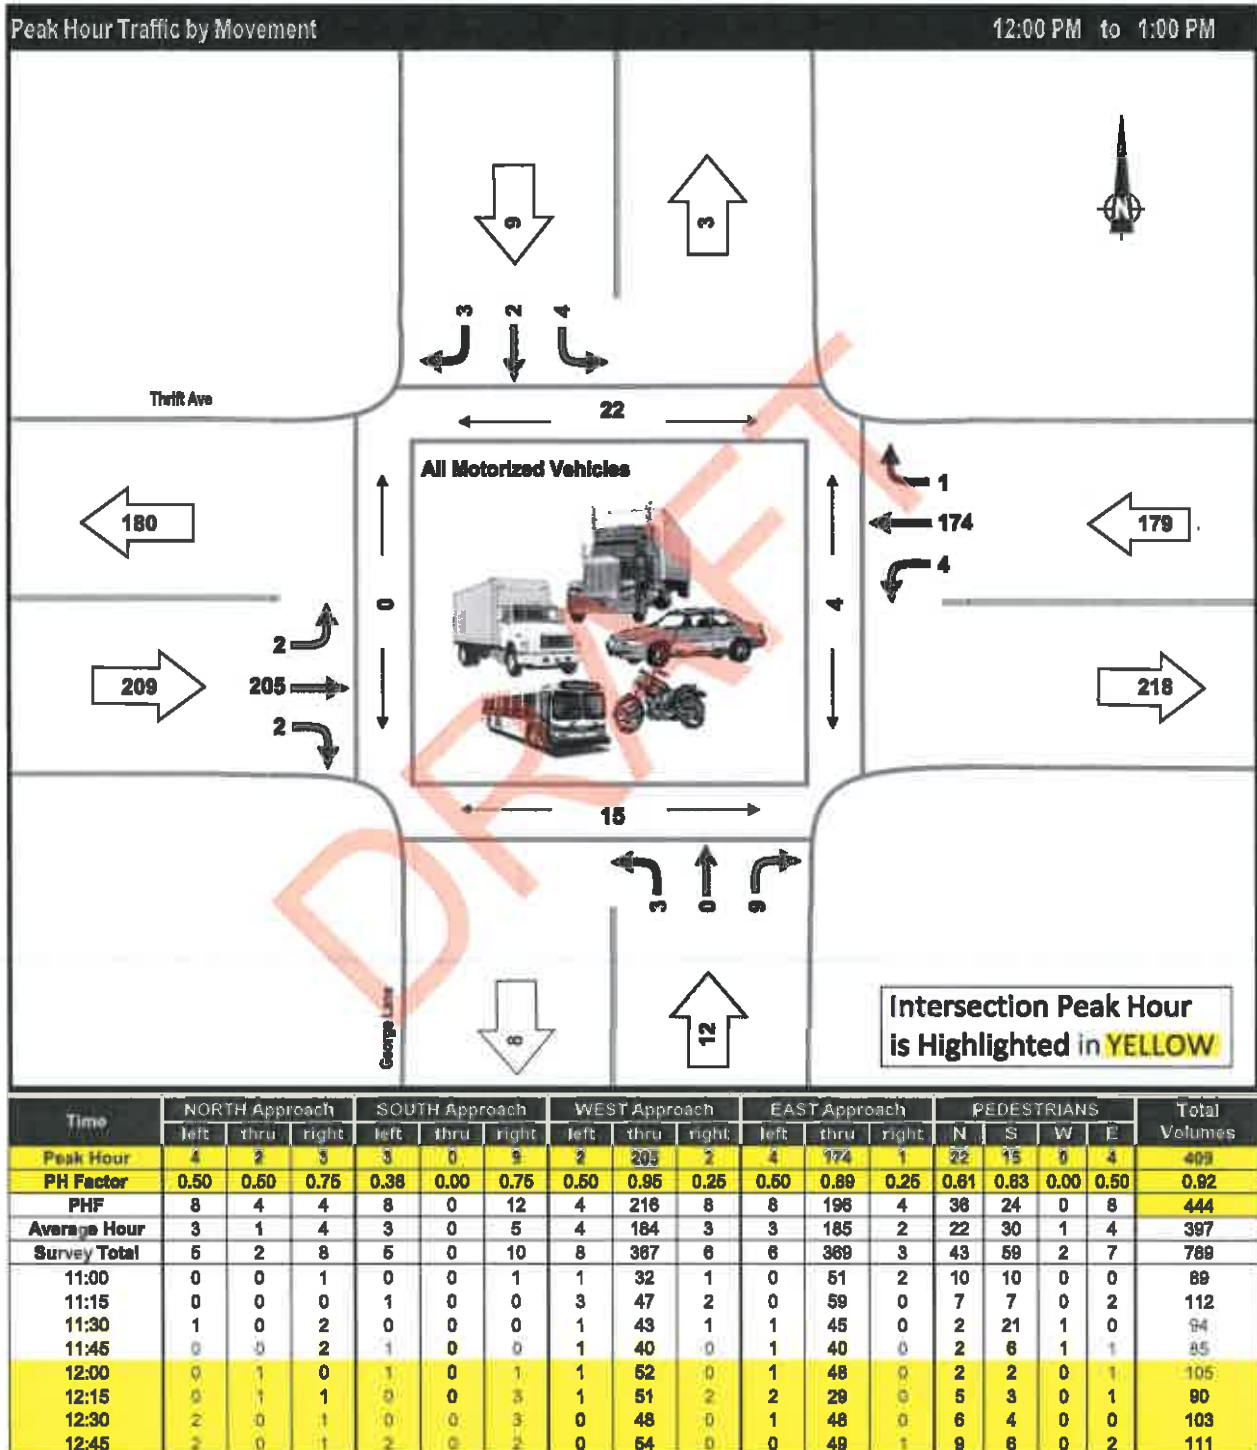 Peak Hour Traffic by Movement 12:00 PM to 1:00 PM
9 3
3 2 4
Thrift Ave
22
All Motorized Vehicles
1
180 174 179
4
0 4
2
209 205 218
2
15
3 0 9
George Lane
8 12
Intersection Peak Hour
is Highlighted in YELLOW
DRAFT
Time NORTH Approach SOUTH Approach WEST Approach EAST Approach PEDESTRIANS Total
left thru right left thru right left thru right left thru right N S W E Volumes
Peak Hour 4 2 3 3 0 9 2 205 2 4 174 1 22 15 0 4 409
PH Factor 0.50 0.50 0.75 0.38 0.00 0.75 0.50 0.95 0.25 0.50 0.89 0.25 0.61 0.63 0.00 0.50 0.92
PHF 8 4 4 8 0 12 4 216 8 8 196 4 36 24 0 8 444
Average Hour 3 1 4 3 0 5 4 184 3 3 185 2 22 30 1 4 397
Survey Total 5 2 8 5 0 10 8 367 6 6 369 3 43 59 2 7 789
11:00 0 0 1 0 0 1 1 32 1 0 51 2 10 10 0 0 89
11:15 0 0 0 1 0 0 3 47 2 0 59 0 7 7 0 2 112
11:30 1 0 2 0 0 0 1 43 1 1 45 0 2 21 1 0 94
11:45 0 0 2 1 0 0 1 40 0 1 40 0 2 6 1 1 85
12:00 0 1 0 1 0 1 1 52 0 1 48 0 2 2 0 1 105
12:15 0 1 1 0 0 3 1 51 2 2 29 0 5 3 0 1 90
12:30 2 0 1 0 0 3 0 48 0 1 48 0 6 4 0 0 103
12:45 2 0 1 2 0 2 0 54 0 0 49 1 9 6 0 2 111